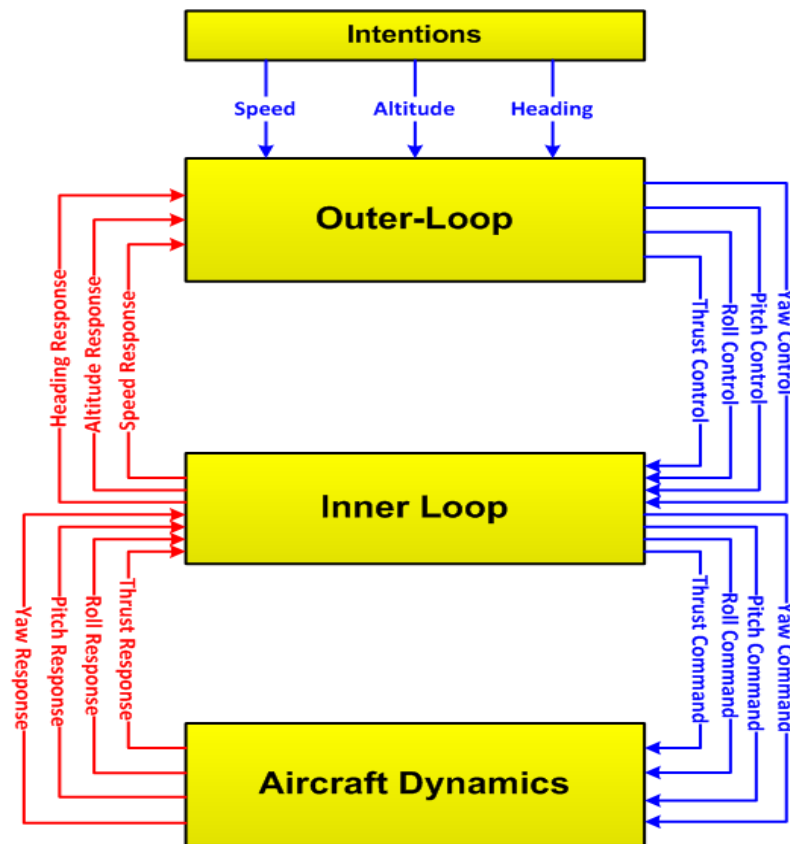 Intentions
Speed
Altitude
Heading
Outer-Loop
Heading Response
Altitude Response
Speed Response
Thrust Control
Roll Control
Pitch Control
Yaw Control
Inner Loop
Yaw Response
Pitch Response
Roll Response
Thrust Response
Thrust Command
Roll Command
Pitch Command
Yaw Command
Aircraft Dynamics